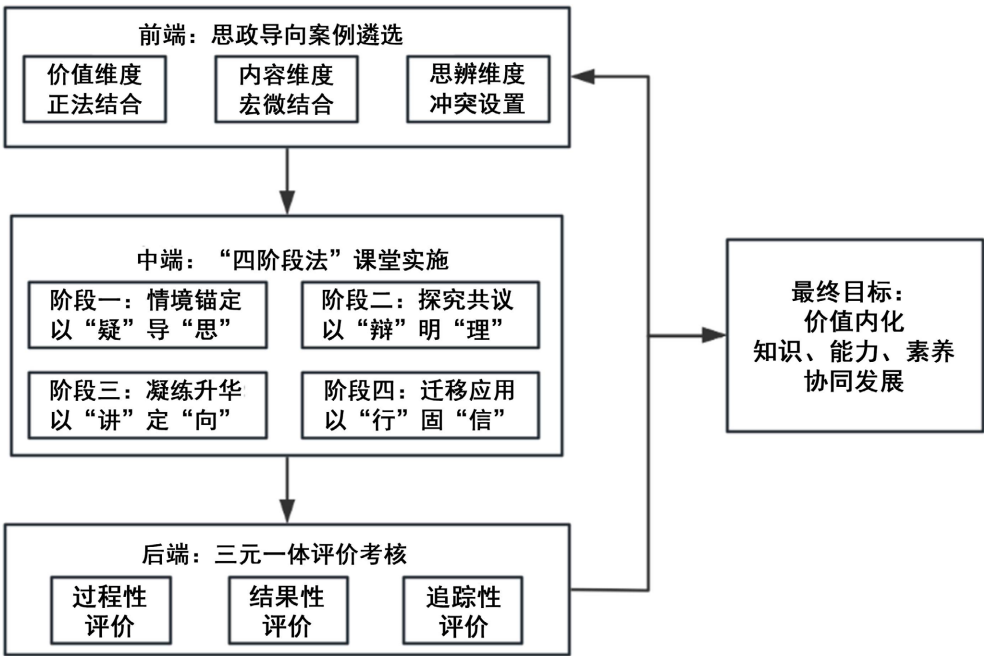 前端：思政导向案例遴选
价值维度
正法结合
内容维度
宏微结合
思辨维度
冲突设置
中端：“四阶段法”课堂实施
阶段一：情境锚定
以“疑”导“思”
阶段二：探究共议
以“辩”明“理”
阶段三：凝练升华
以“讲”定“向”
阶段四：迁移应用
以“行”固“信”
后端：三元一体评价考核
过程性
评价
结果性
评价
追踪性
评价
最终目标：
价值内化
知识、能力、素养
协同发展